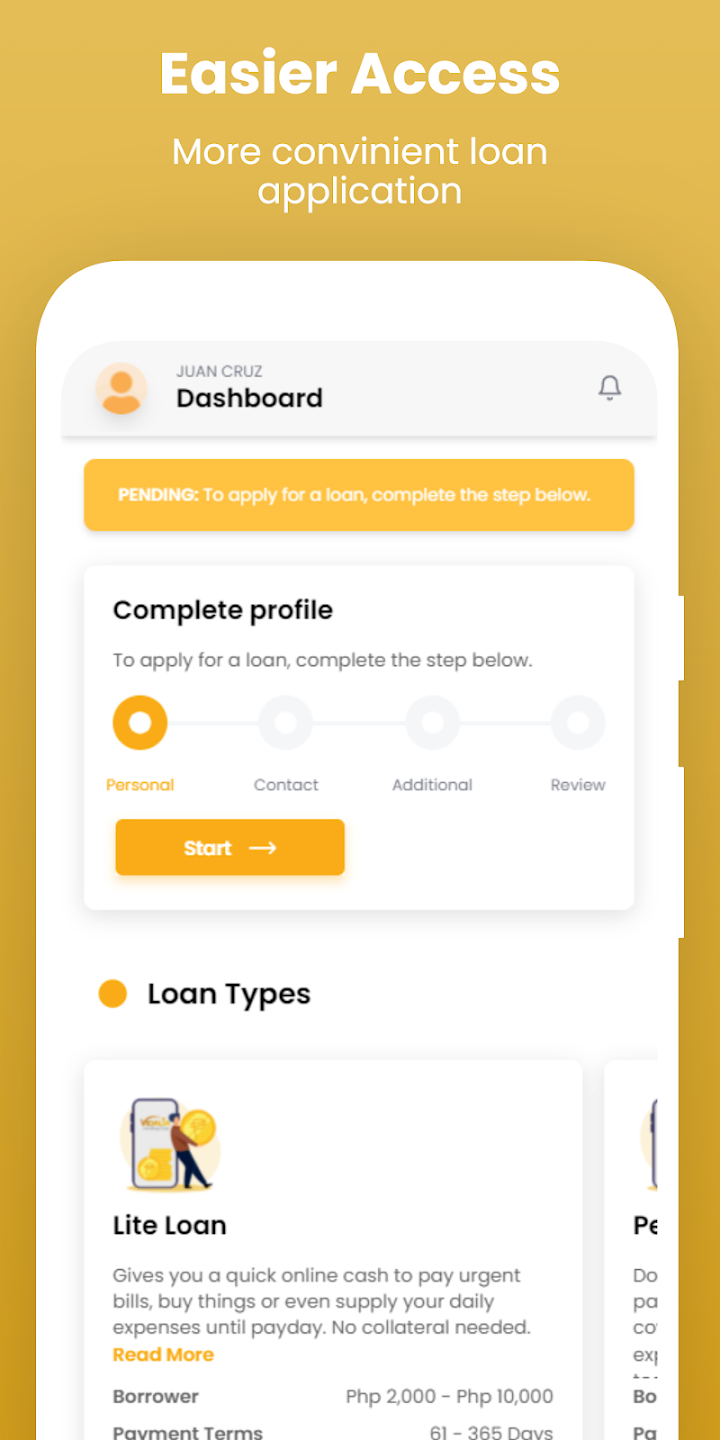 Easier Access
More convinient loan
application
JUAN CRUZ
Dashboard
PENDING: To apply for a loan, complete the step below.
Complete profile
To apply for a loan, complete the step below.
Personal
Contact
Additional
Review
Start
Loan Types
Lite Loan
Gives you a quick online cash to pay urgent
bills, buy things or even supply your daily
expenses until payday. No collateral needed.
Read More
Borrower Php 2,000 - Php 10,000
Payment Terms 61 - 365 Days
Pe
Do
pa
co
exp
Bo
Pa